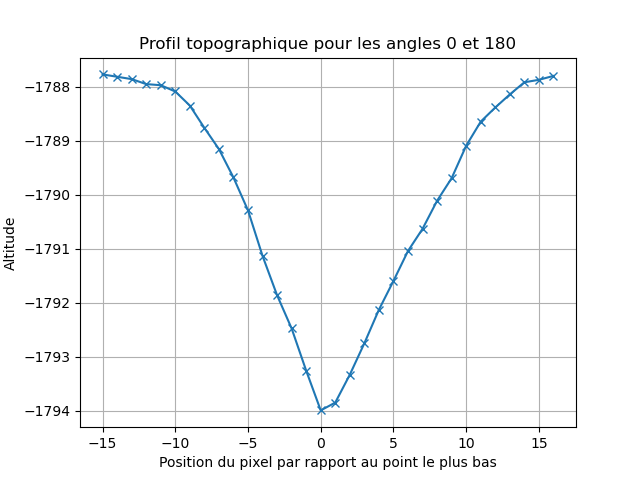 Profil topographique pour les angles 0 et 180
−1788
−1789
−1790
−1791
−1792
−1793
−1794
Altitude
−15 −10 −5 0 5 10 15
Position du pixel par rapport au point le plus bas